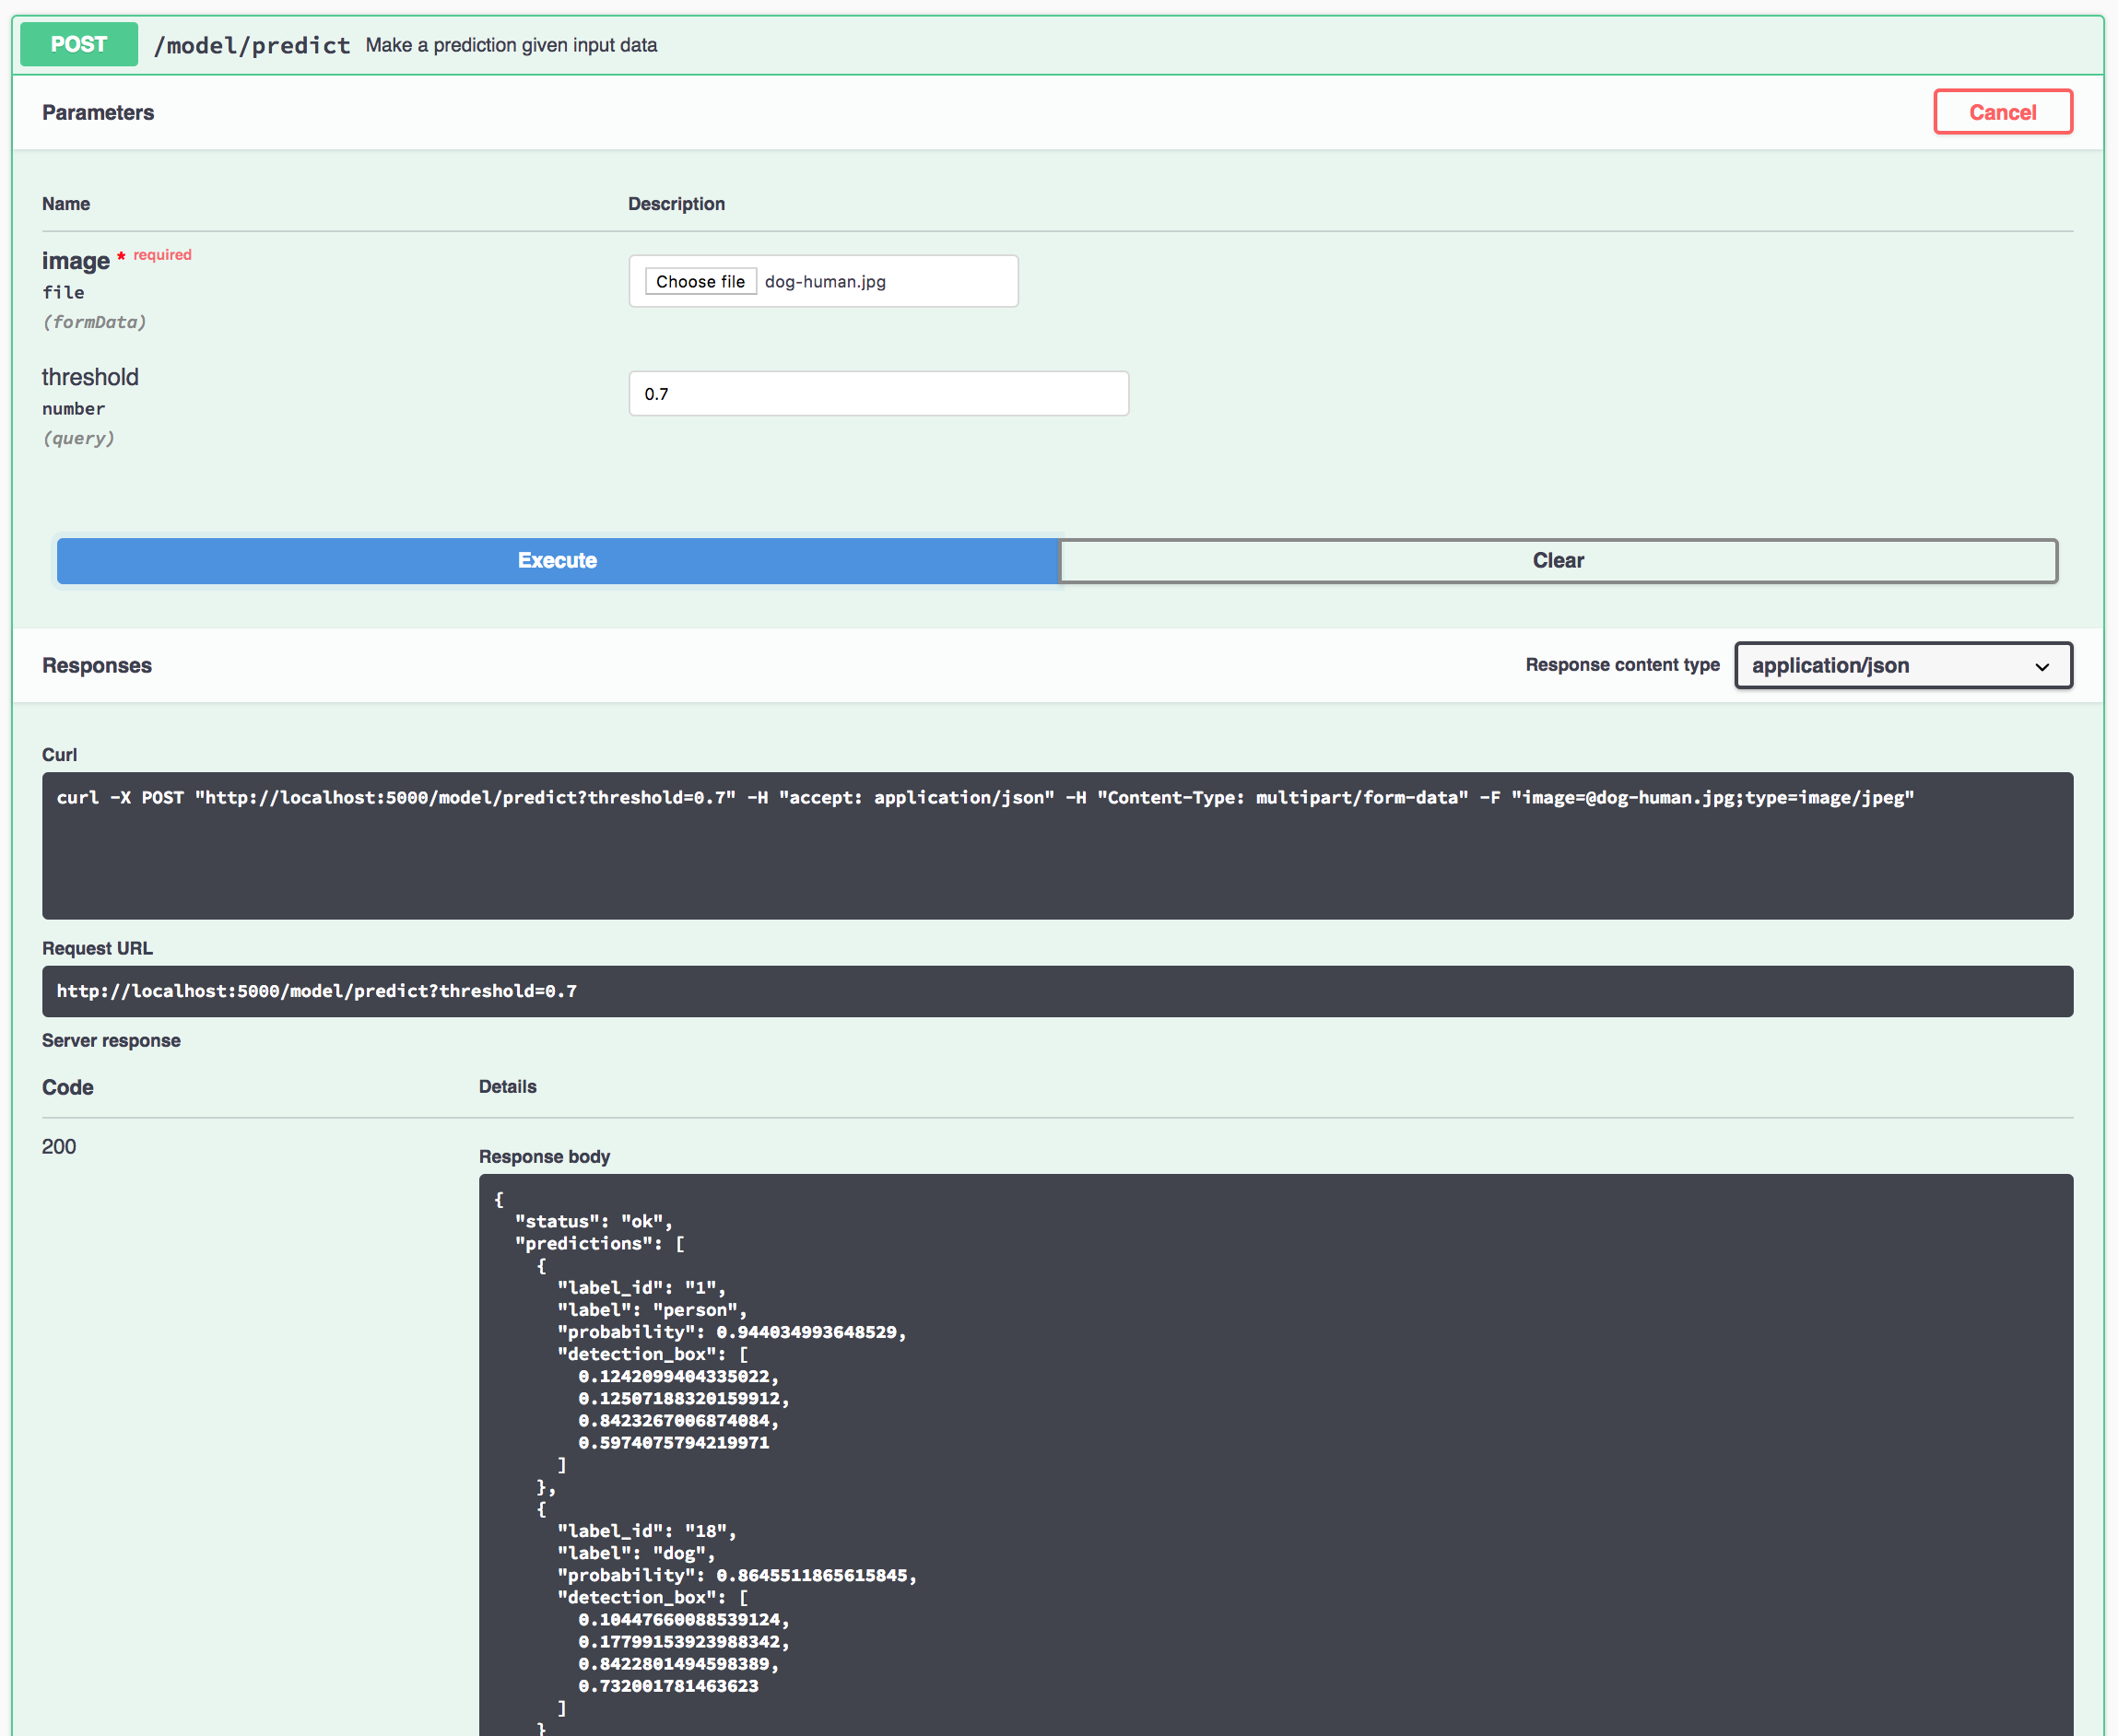 POST /model/predict Make a prediction given input data
Parameters
Cancel
Name Description
image * required
file
(formData)
Choose file dog-human.jpg
threshold
number
(query)
0.7
Execute
Clear
Responses
Response content type application/json
Curl
curl -X POST "http://localhost:5000/model/predict?threshold=0.7" -H "accept: application/json" -H "Content-Type: multipart/form-data" -F "image=@dog-human.jpg;type=image/jpeg"
Request URL
http://localhost:5000/model/predict?threshold=0.7
Server response
Code Details
200
Response body
{
  "status": "ok",
  "predictions": [
    {
      "label_id": "1",
      "label": "person",
      "probability": 0.944034993648529,
      "detection_box": [
        0.1242099404335022,
        0.12507188320159912,
        0.8423267006874084,
        0.5974075794219971
      ]
    },
    {
      "label_id": "18",
      "label": "dog",
      "probability": 0.8645511865615845,
      "detection_box": [
        0.10447660088539124,
        0.17799153923988342,
        0.8422801494598389,
        0.732001781463623
      ]
    }